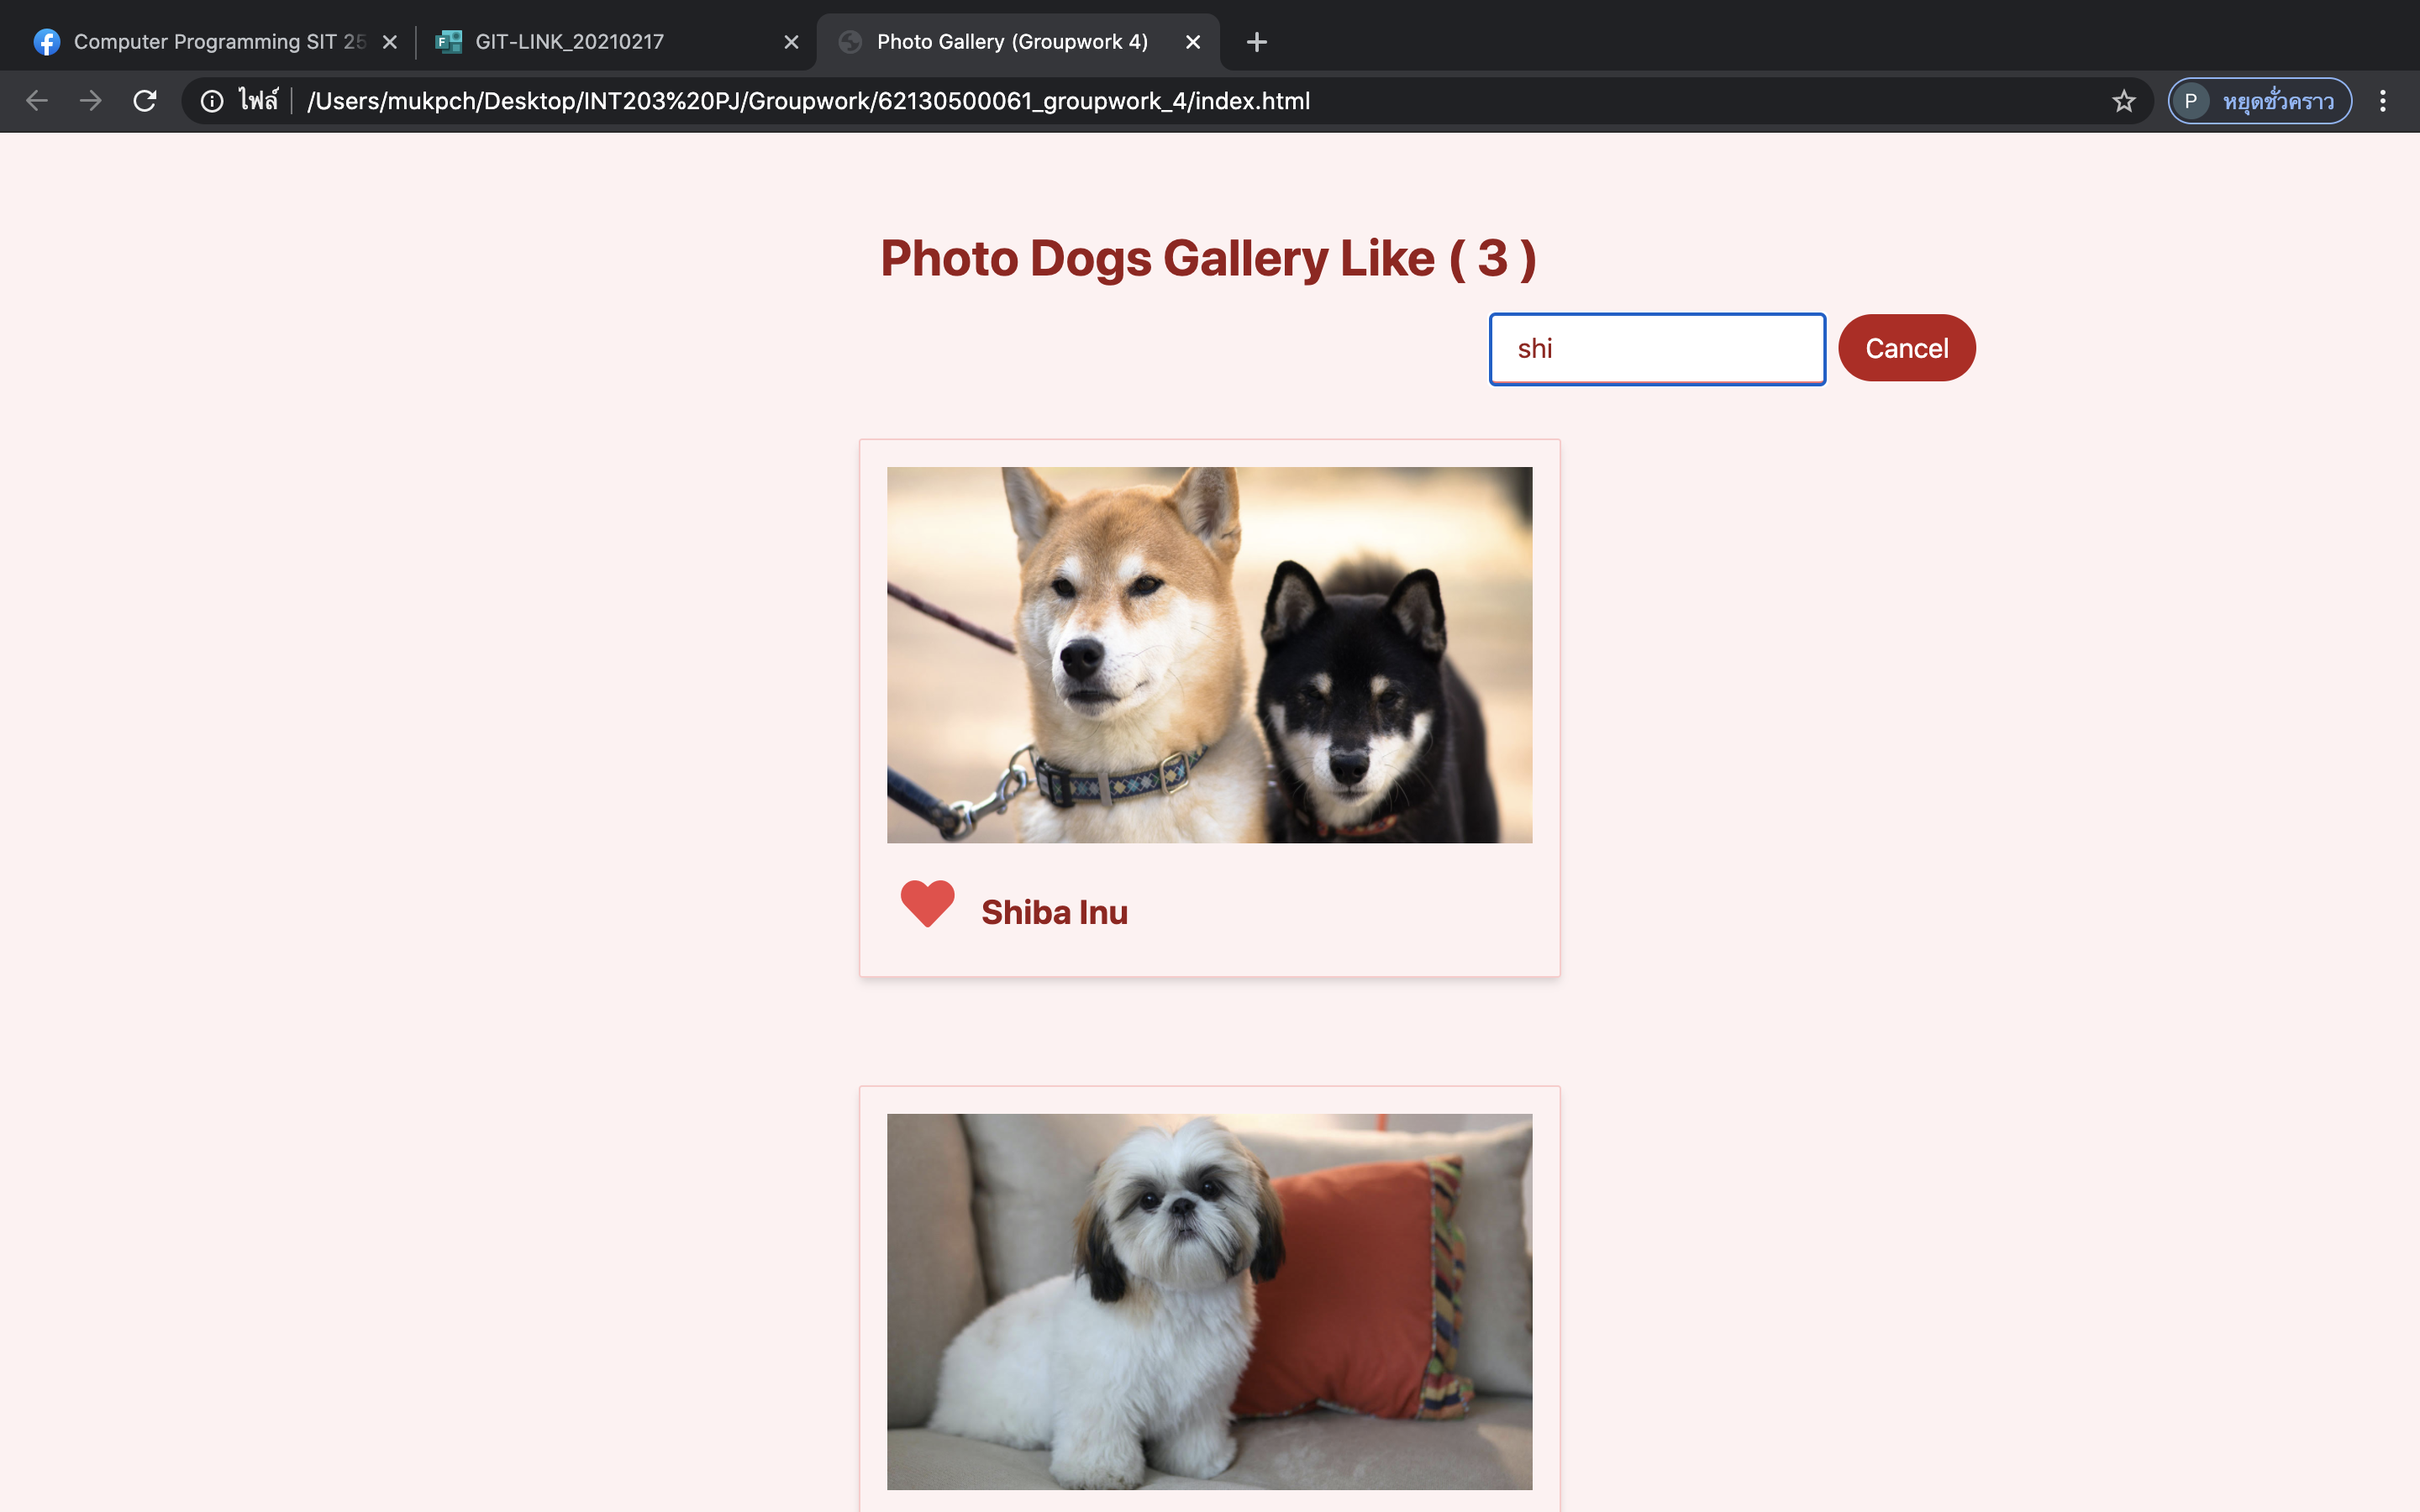 Computer Programming SIT 25
GIT-LINK_20210217
Photo Gallery (Groupwork 4)
ไฟล์ /Users/mukpch/Desktop/INT203%20PJ/Groupwork/62130500061_groupwork_4/index.html
P หยุดชั่วคราว
Photo Dogs Gallery Like ( 3 )
shi
Cancel
Shiba Inu